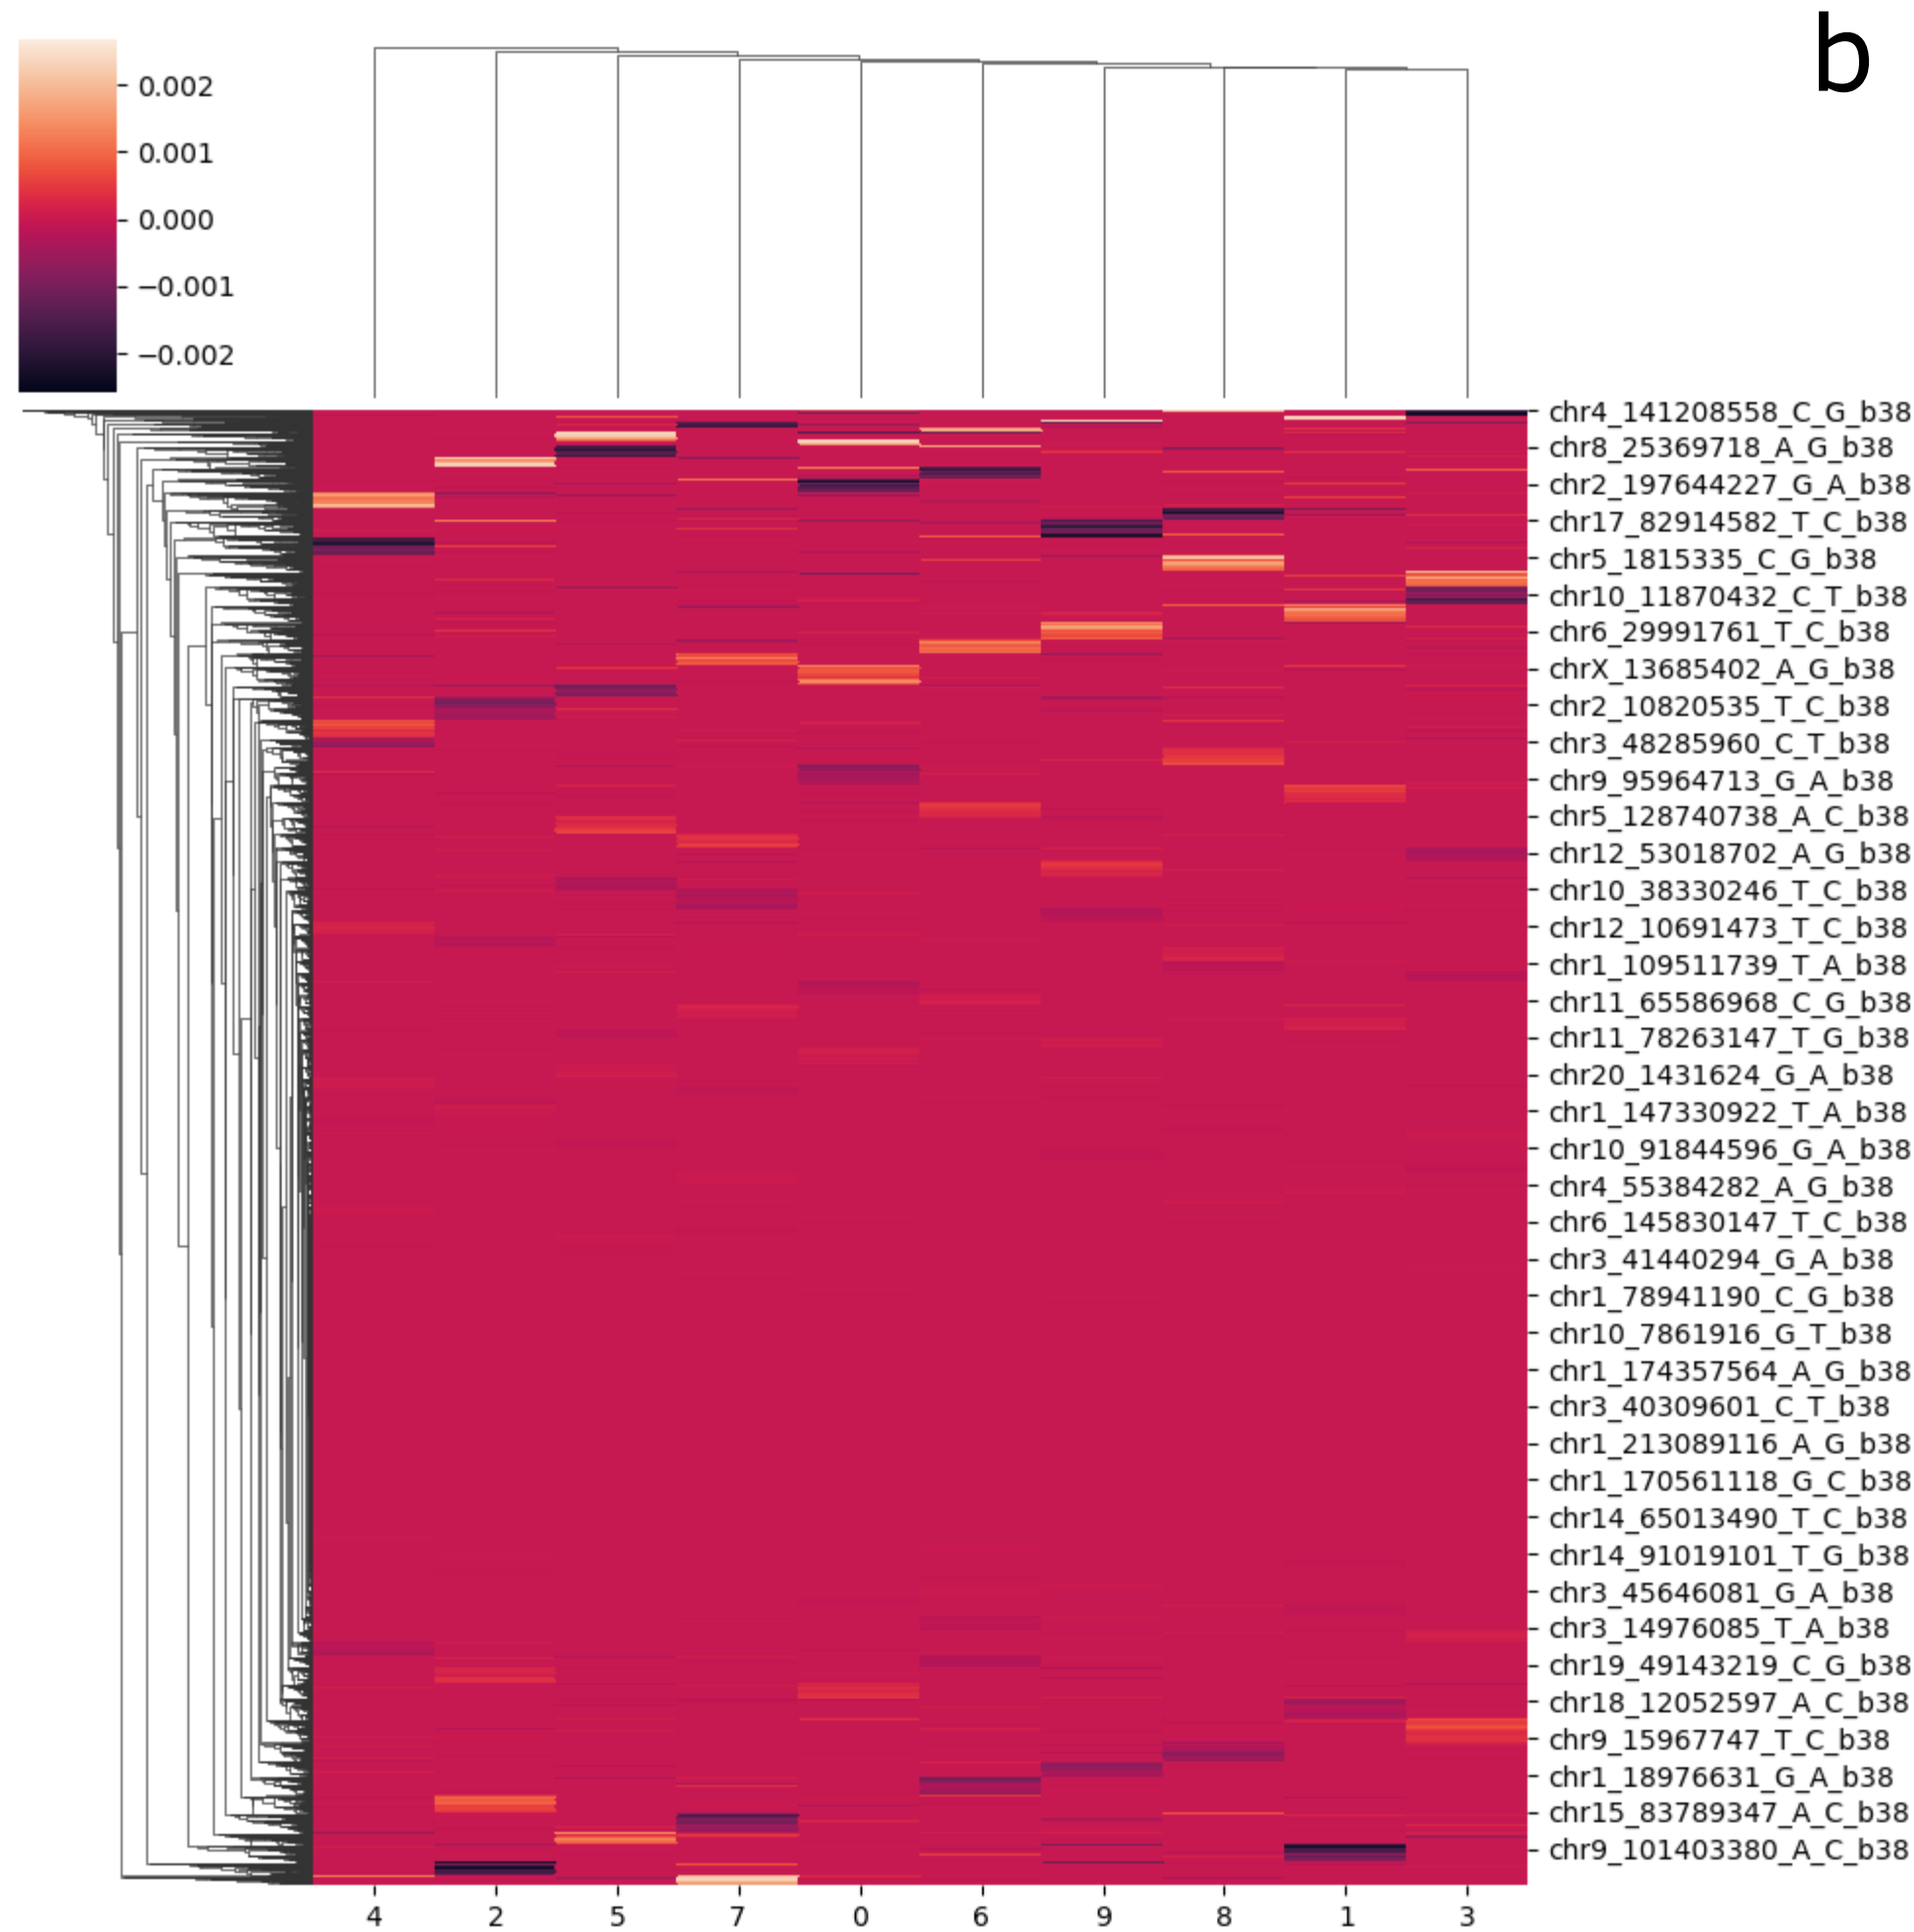 b
0.002
0.001
0.000
−0.001
−0.002
chr4_141208558_C_G_b38
chr8_25369718_A_G_b38
chr2_197644227_G_A_b38
chr17_82914582_T_C_b38
chr5_1815335_C_G_b38
chr10_11870432_C_T_b38
chr6_29991761_T_C_b38
chrX_13685402_A_G_b38
chr2_10820535_T_C_b38
chr3_48285960_C_T_b38
chr9_95964713_G_A_b38
chr5_128740738_A_C_b38
chr12_53018702_A_G_b38
chr10_38330246_T_C_b38
chr12_10691473_T_C_b38
chr1_109511739_T_A_b38
chr11_65586968_C_G_b38
chr11_78263147_T_G_b38
chr20_1431624_G_A_b38
chr1_147330922_T_A_b38
chr10_91844596_G_A_b38
chr4_55384282_A_G_b38
chr6_145830147_T_C_b38
chr3_41440294_G_A_b38
chr1_78941190_C_G_b38
chr10_7861916_G_T_b38
chr1_174357564_A_G_b38
chr3_40309601_C_T_b38
chr1_213089116_A_G_b38
chr1_170561118_G_C_b38
chr14_65013490_T_C_b38
chr14_91019101_T_G_b38
chr3_45646081_G_A_b38
chr3_14976085_T_A_b38
chr19_49143219_C_G_b38
chr18_12052597_A_C_b38
chr9_15967747_T_C_b38
chr1_18976631_G_A_b38
chr15_83789347_A_C_b38
chr9_101403380_A_C_b38
4 2 5 7 0 6 9 8 1 3